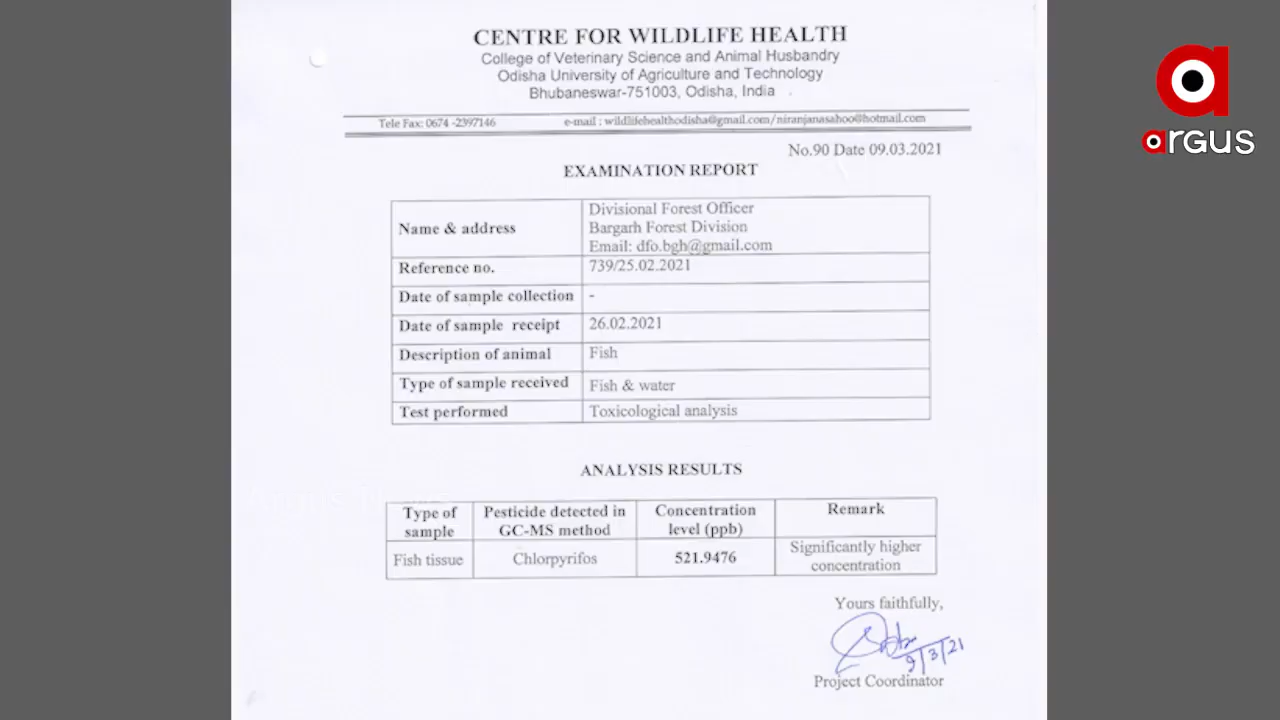 CENTRE FOR WILDLIFE HEALTH
College of Veterinary Science and Animal Husbandry
Odisha University of Agriculture and Technology
Bhubaneswar-751003, Odisha, India
Tele Fax: 0674 -2397146 e-mail : wildlifehealthodisha@gmail.com/niranjanasahoo@hotmail.com
No.90 Date 09.03.2021
EXAMINATION REPORT
Name & address
Divisional Forest Officer
Bargarh Forest Division
Email: dfo.bgh@gmail.com
Reference no. 739/25.02.2021
Date of sample collection -
Date of sample receipt 26.02.2021
Description of animal Fish
Type of sample received Fish & water
Test performed Toxicological analysis
ANALYSIS RESULTS
Type of sample
Pesticide detected in GC-MS method
Concentration level (ppb)
Remark
Fish tissue
Chlorpyrifos
521.9476
Significantly higher concentration
Yours faithfully,
9/3/21
Project Coordinator
argus
Argus News